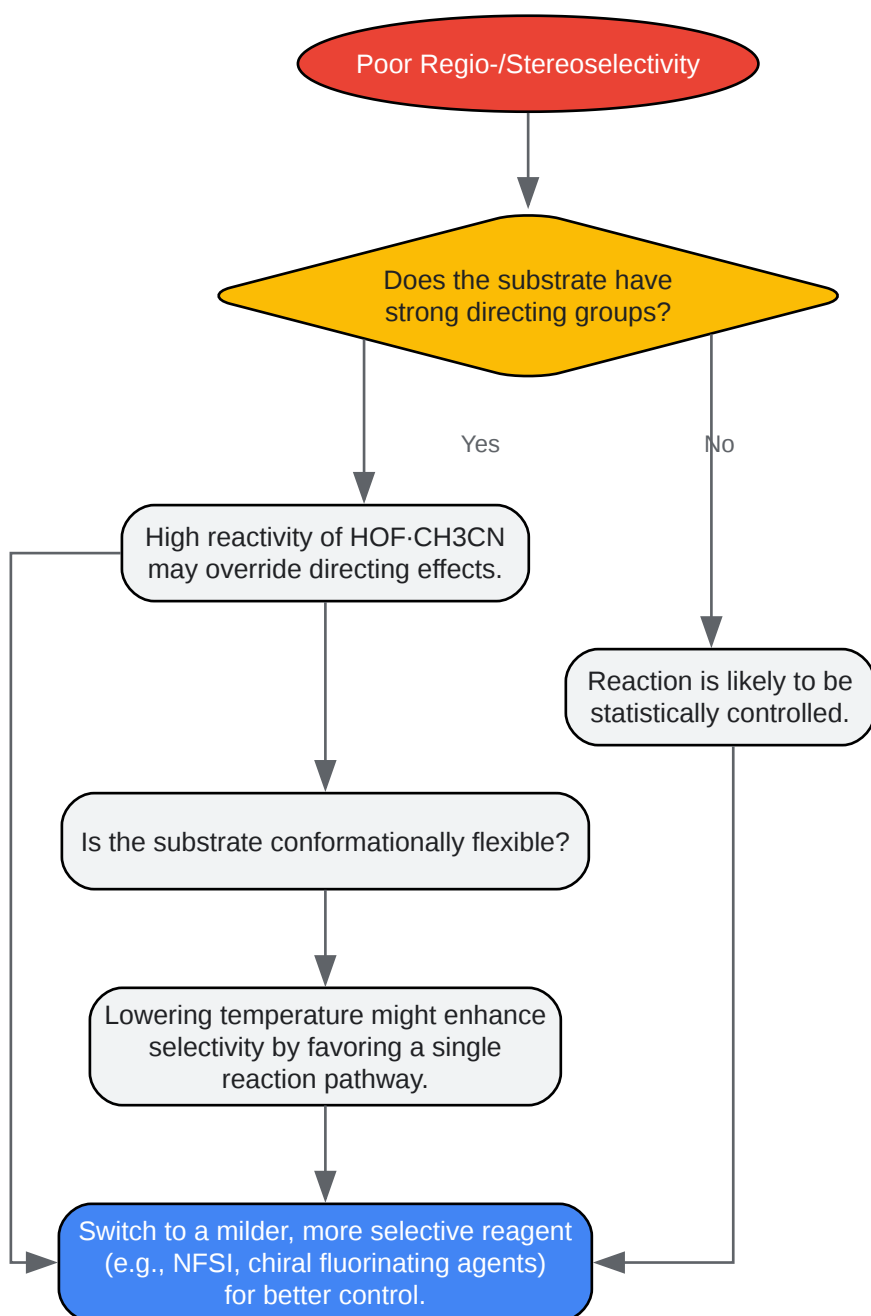 Poor Regio-/Stereoselectivity
Does the substrate have
strong directing groups?
Yes
No
High reactivity of HOF·CH3CN
may override directing effects.
Reaction is likely to be
statistically controlled.
Is the substrate conformationally flexible?
Lowering temperature might enhance
selectivity by favoring a single
reaction pathway.
Switch to a milder, more selective reagent
(e.g., NFSI, chiral fluorinating agents)
for better control.